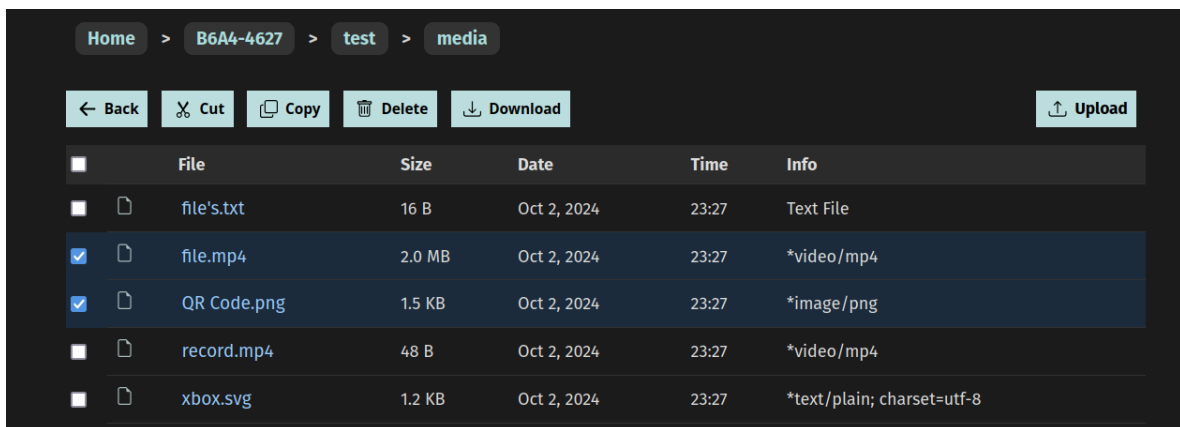 Home > B6A4-4627 > test > media
Back Cut Copy Delete Download Upload
File Size Date Time Info
file's.txt 16 B Oct 2, 2024 23:27 Text File
file.mp4 2.0 MB Oct 2, 2024 23:27 *video/mp4
QR Code.png 1.5 KB Oct 2, 2024 23:27 *image/png
record.mp4 48 B Oct 2, 2024 23:27 *video/mp4
xbox.svg 1.2 KB Oct 2, 2024 23:27 *text/plain; charset=utf-8